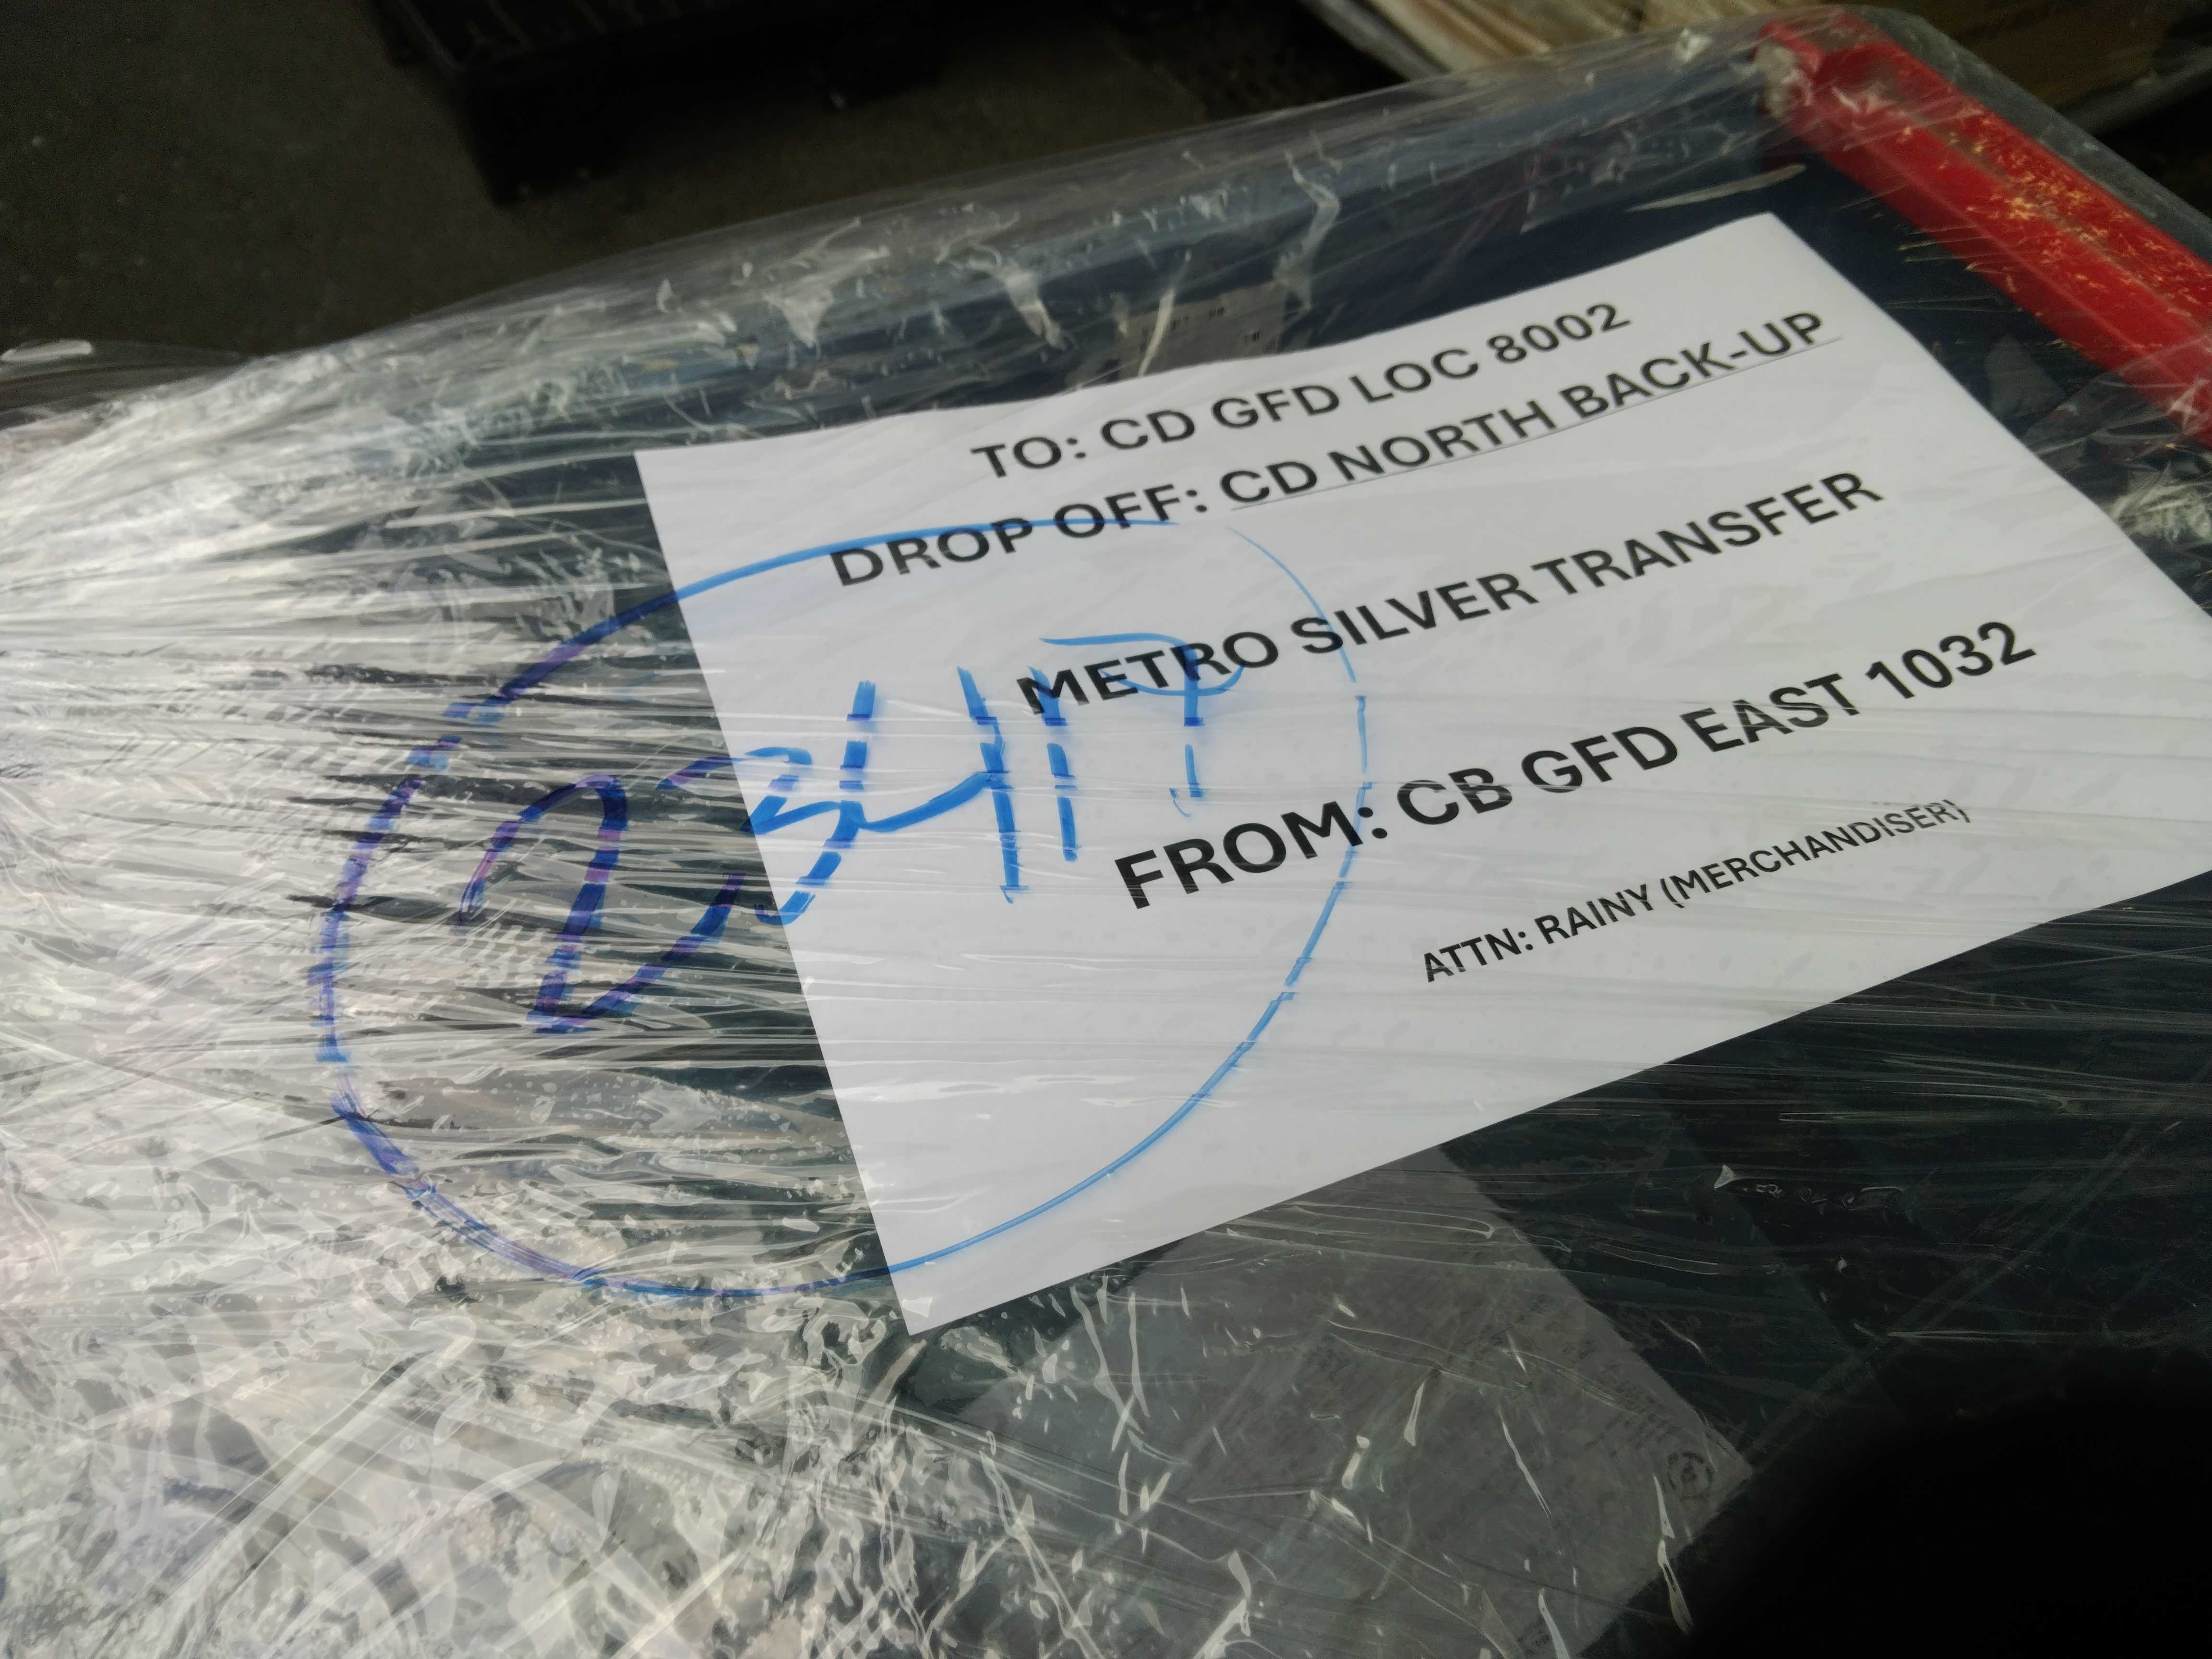 TO: CD GFD LOC 8002
DROP OFF: CD NORTH BACK-UP
METRO SILVER TRANSFER
FROM: CB GFD EAST 1032
ATTN: RAINY (MERCHANDISER)